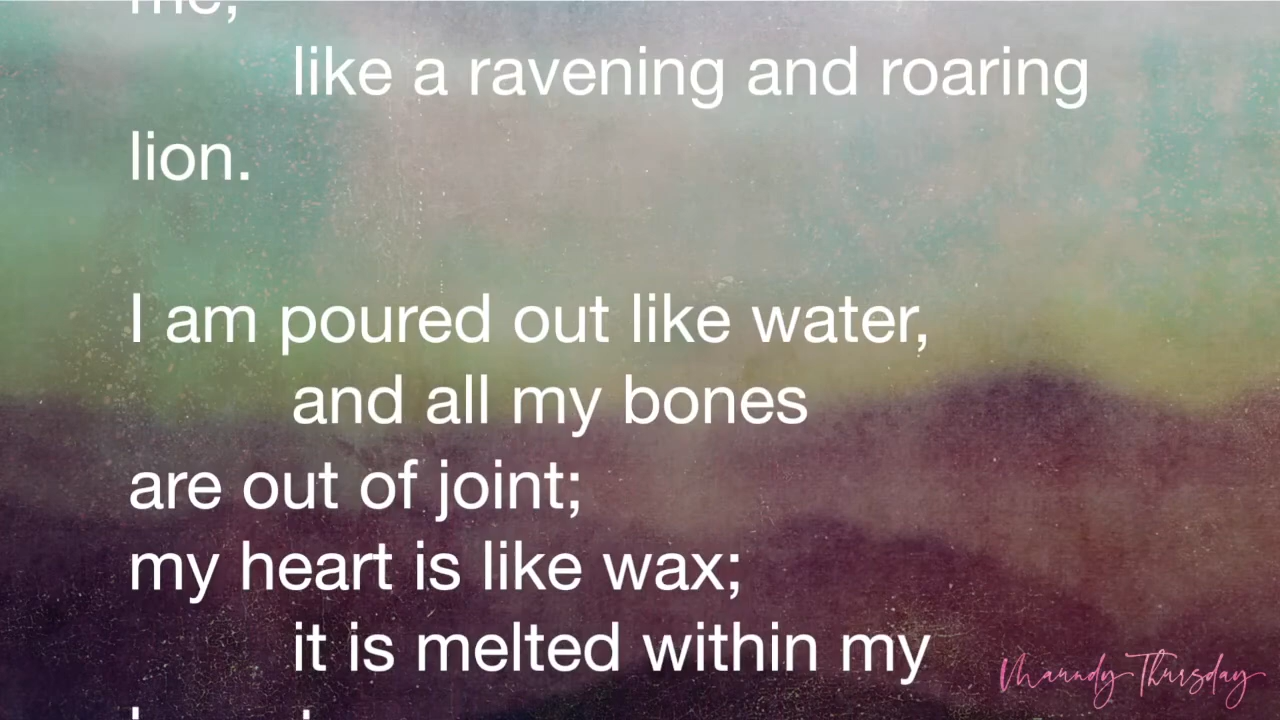 me,
like a ravening and roaring
lion.
I am poured out like water,
and all my bones
are out of joint;
my heart is like wax;
it is melted within my
Maundy Thursday